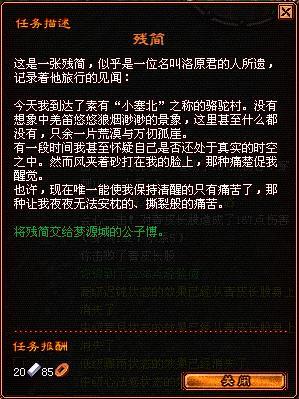 任务描述
残简
这是一张残简，似乎是一位名叫洛原君的人所遗，
记录着他旅行的见闻：
今天我到达了素有“小塞北”之称的骆驼村。没有
想象中羌笛悠悠狼烟渺渺的景象，这里甚至什么都
没有，只余一片荒漠与万切孤崖。
有一段时间我甚至怀疑自己是否还处于真实的时空
之中。然而风夹着砂打在我的脸上，那种痛楚促我
醒觉。
也许，现在唯一能使我保持清醒的只有痛苦了，那
种让我夜夜无法安枕的、撕裂般的痛苦。
将残简交给梦源城的公子博。
任务报酬
20 85
关闭